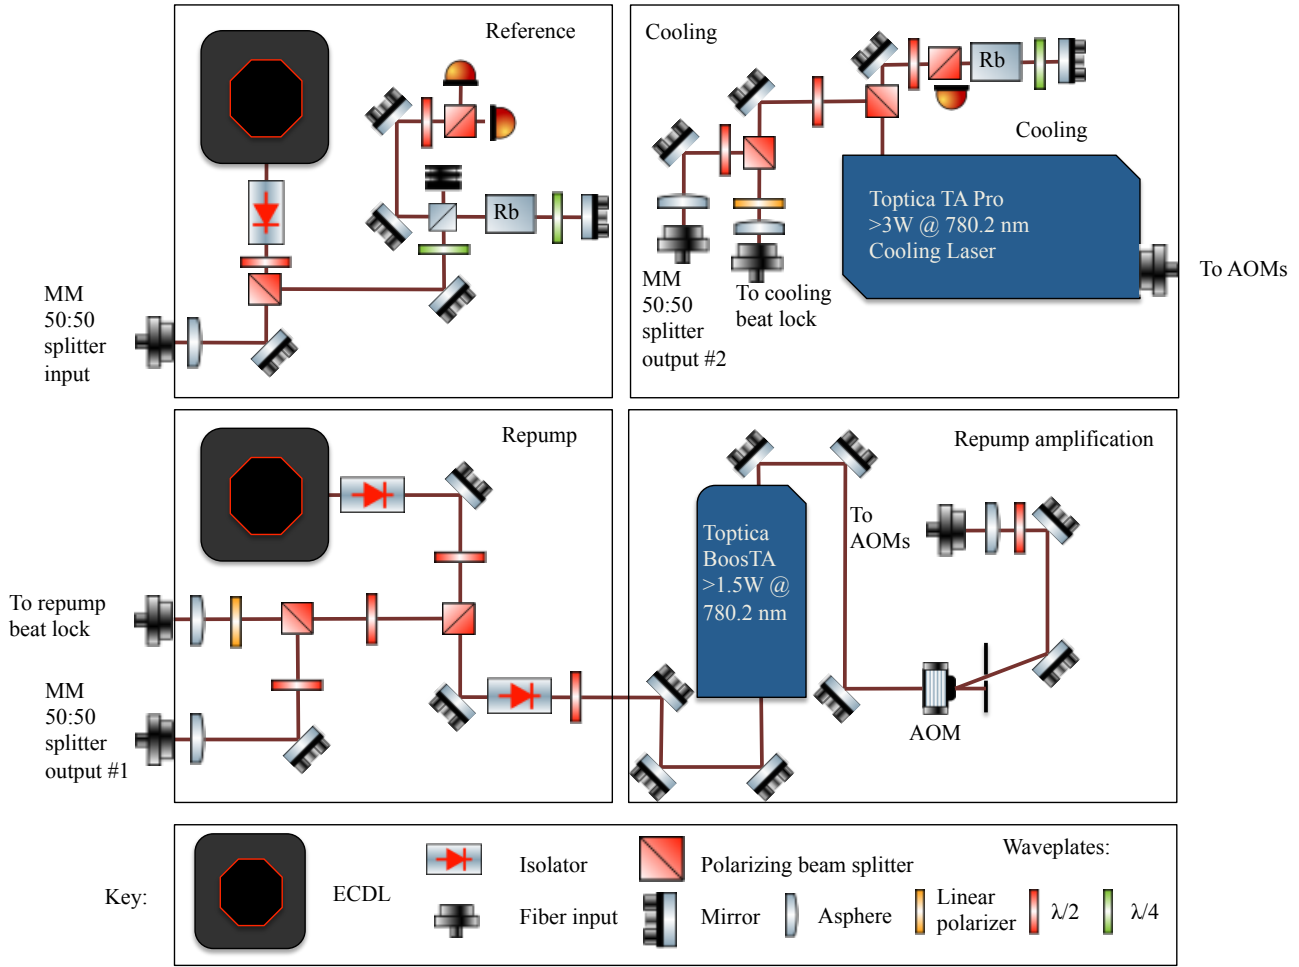 Reference
Rb
MM
50:50
splitter
input
Cooling
Rb
Cooling
Toptica TA Pro
>3W @ 780.2 nm
Cooling Laser
To AOMs
MM
50:50
splitter
output #2
To cooling
beat lock
Repump
To repump
beat lock
MM
50:50
splitter
output #1
Repump amplification
Toptica
BoosTA
>1.5W @
780.2 nm
To
AOMs
AOM
Key:
ECDL
Isolator
Fiber input
Polarizing beam splitter
Mirror
Asphere
Waveplates:
Linear
polarizer
λ/2
λ/4